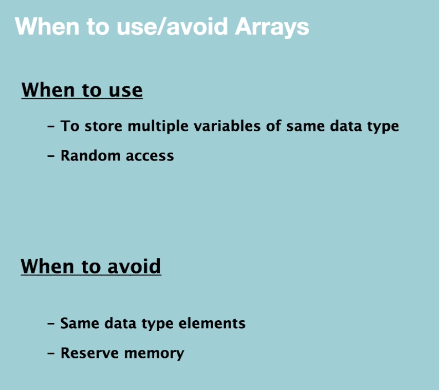 When to use/avoid Arrays
When to use
- To store multiple variables of same data type
- Random access
When to avoid
- Same data type elements
- Reserve memory